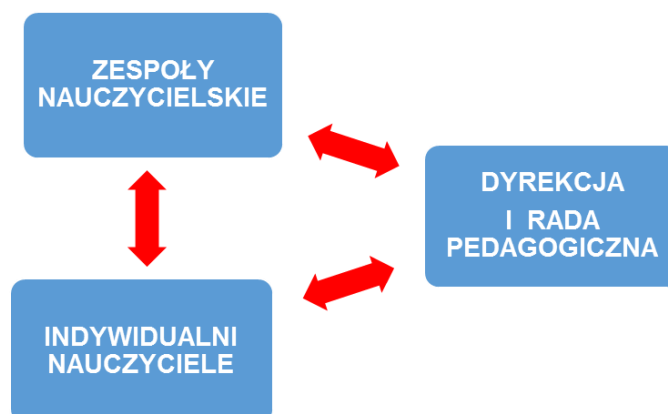 ZESPOŁY
NAUCZYCIELSKIE
DYREKCJA
I RADA
PEDAGOGICZNA
INDYWIDUALNI
NAUCZYCIELE